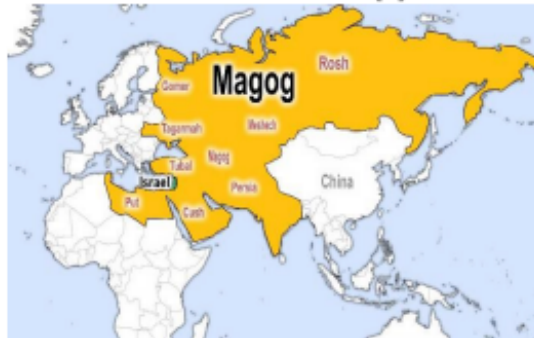 Rosh
Magog
Gomer
Togarmah
Meshech
Magog
Tubal
Israel
Persia
China
Put
Cush